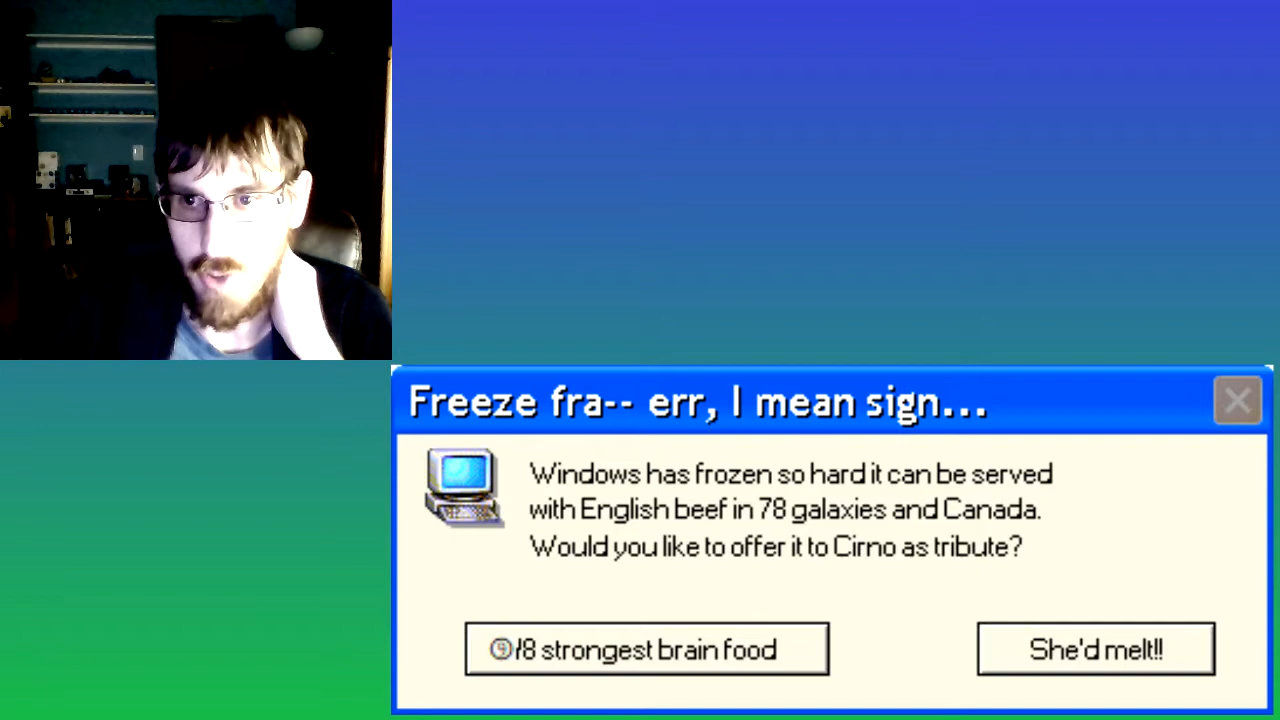 Freeze fra-- err, I mean sign...
Windows has frozen so hard it can be served
with English beef in 78 galaxies and Canada.
Would you like to offer it to Cirno as tribute?
⑨/8 strongest brain food
She'd melt!!